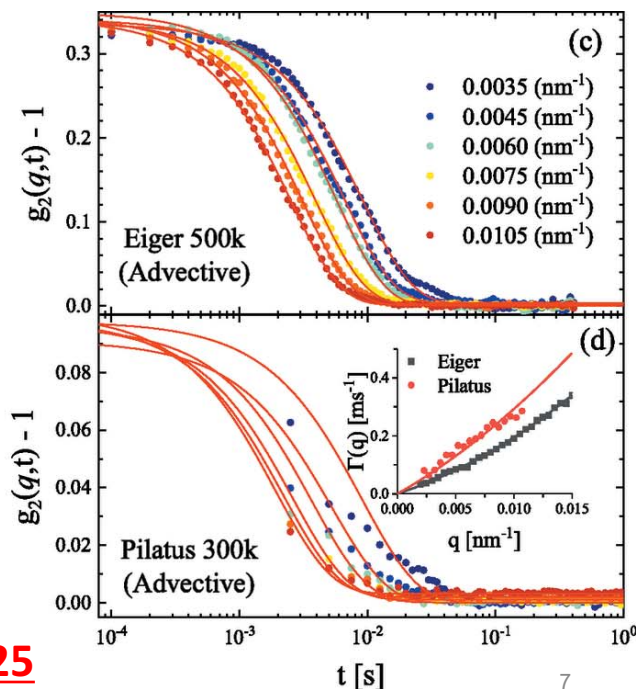 (c)
0.3
0.2
0.1
0.0
g₂(q,t) - 1
0.0035 (nm⁻¹)
0.0045 (nm⁻¹)
0.0060 (nm⁻¹)
0.0075 (nm⁻¹)
0.0090 (nm⁻¹)
0.0105 (nm⁻¹)
Eiger 500k
(Advective)
(d)
0.08
0.06
0.04
0.02
0.00
g₂(q,t) - 1
Eiger
Pilatus
Γ(q) [ms⁻¹]
0.4
0.2
0.0
0.000 0.005 0.010 0.015
q [nm⁻¹]
Pilatus 300k
(Advective)
10⁻⁴ 10⁻³ 10⁻² 10⁻¹ 10⁰
t [s]
25
7